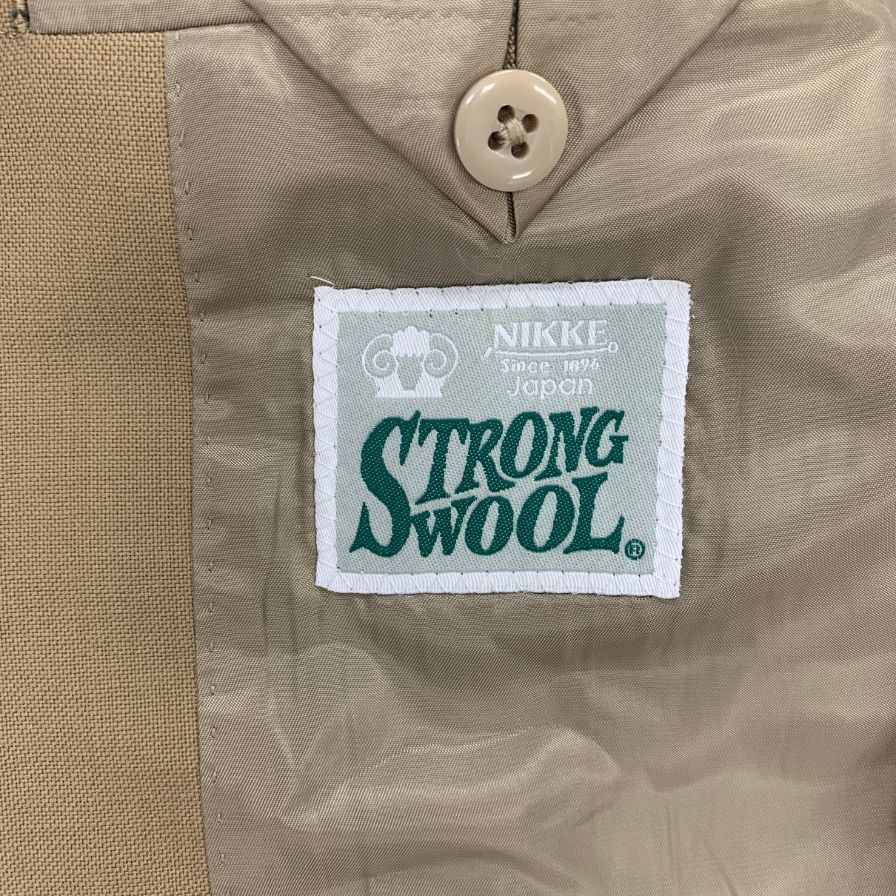 NIKKE
Since 1896
Japan
STRONG
WOOL®